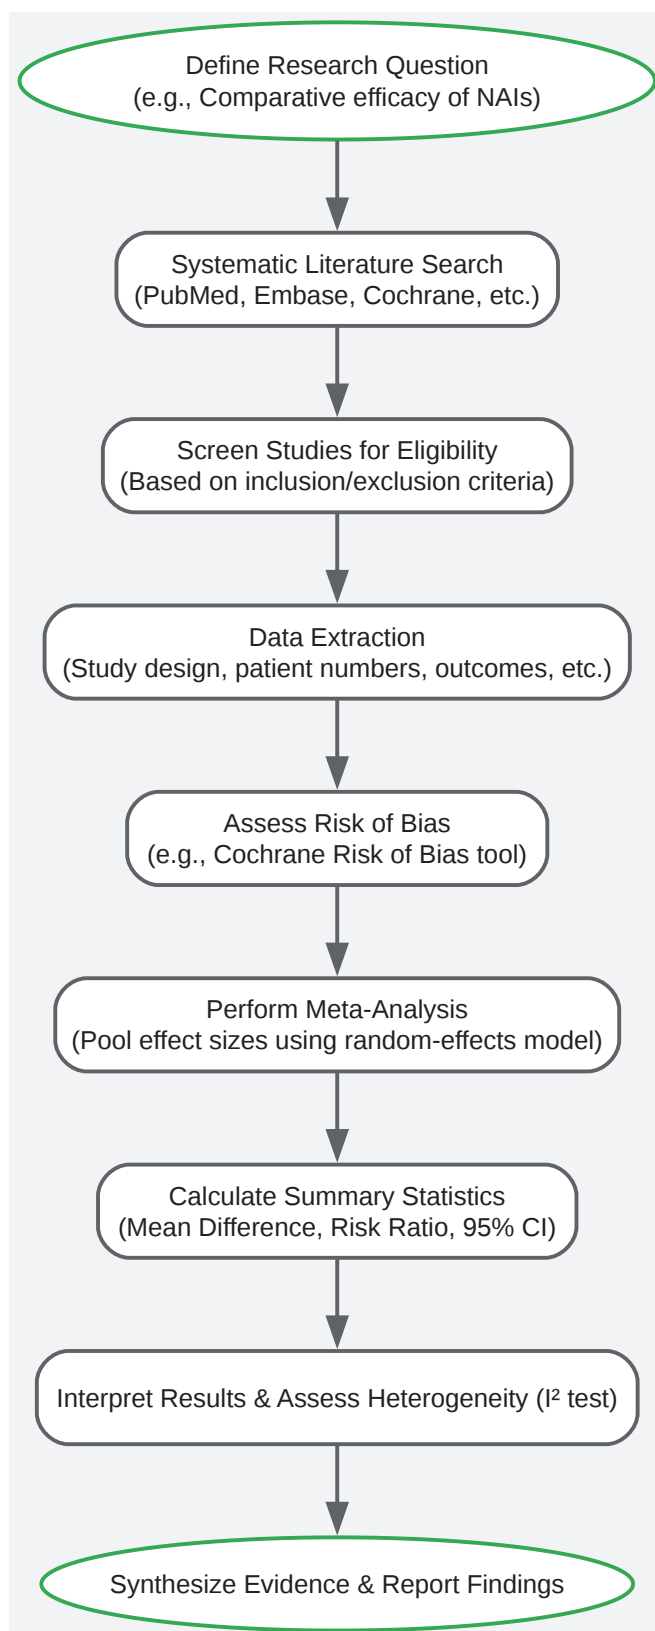 Define Research Question
(e.g., Comparative efficacy of NAIs)
Systematic Literature Search
(PubMed, Embase, Cochrane, etc.)
Screen Studies for Eligibility
(Based on inclusion/exclusion criteria)
Data Extraction
(Study design, patient numbers, outcomes, etc.)
Assess Risk of Bias
(e.g., Cochrane Risk of Bias tool)
Perform Meta-Analysis
(Pool effect sizes using random-effects model)
Calculate Summary Statistics
(Mean Difference, Risk Ratio, 95% CI)
Interpret Results & Assess Heterogeneity (I² test)
Synthesize Evidence & Report Findings